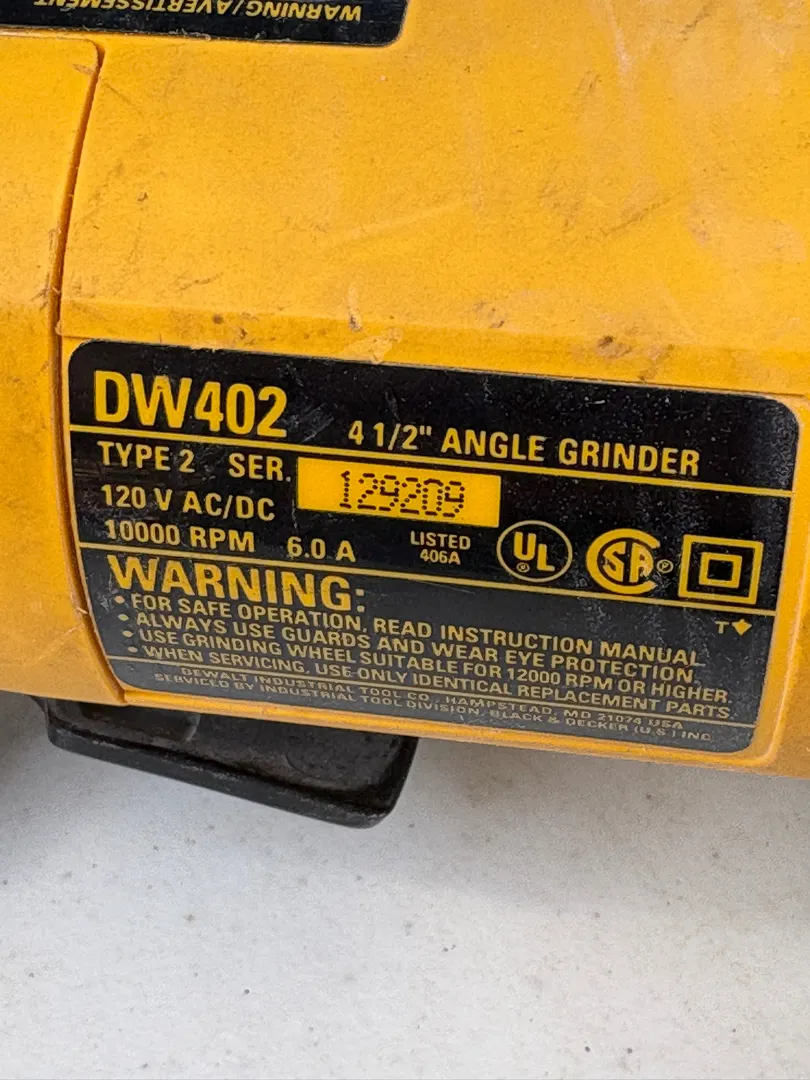 WARNING/AVERTISSEMENT
DW402 4 1/2" ANGLE GRINDER
TYPE 2 SER. 129209
120 V AC/DC
10000 RPM 6.0 A LISTED 406A UL ® SA ®
WARNING:
• FOR SAFE OPERATION, READ INSTRUCTION MANUAL
• ALWAYS USE GUARDS AND WEAR EYE PROTECTION.
• USE GRINDING WHEEL SUITABLE FOR 12000 RPM OR HIGHER.
• WHEN SERVICING, USE ONLY IDENTICAL REPLACEMENT PARTS.
T
DEWALT INDUSTRIAL TOOL CO., HAMPSTEAD, MD 21074 USA
SERVICED BY INDUSTRIAL TOOL DIVISION, BLACK & DECKER (U.S.) INC.